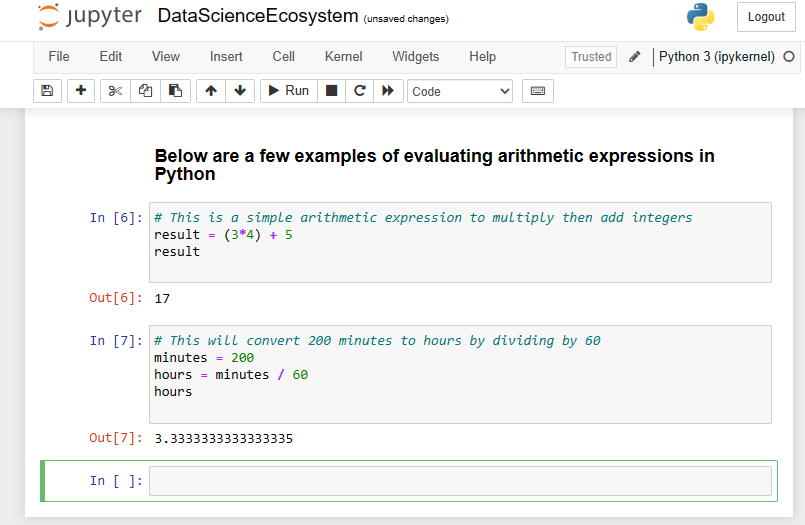 jupyter DataScienceEcosystem (unsaved changes) Logout
File Edit View Insert Cell Kernel Widgets Help Trusted Python 3 (ipykernel)
Run Code
Below are a few examples of evaluating arithmetic expressions in
Python
In [6]: # This is a simple arithmetic expression to multiply then add integers
result = (3*4) + 5
result
Out[6]: 17
In [7]: # This will convert 200 minutes to hours by dividing by 60
minutes = 200
hours = minutes / 60
hours
Out[7]: 3.3333333333333335
In [ ]: